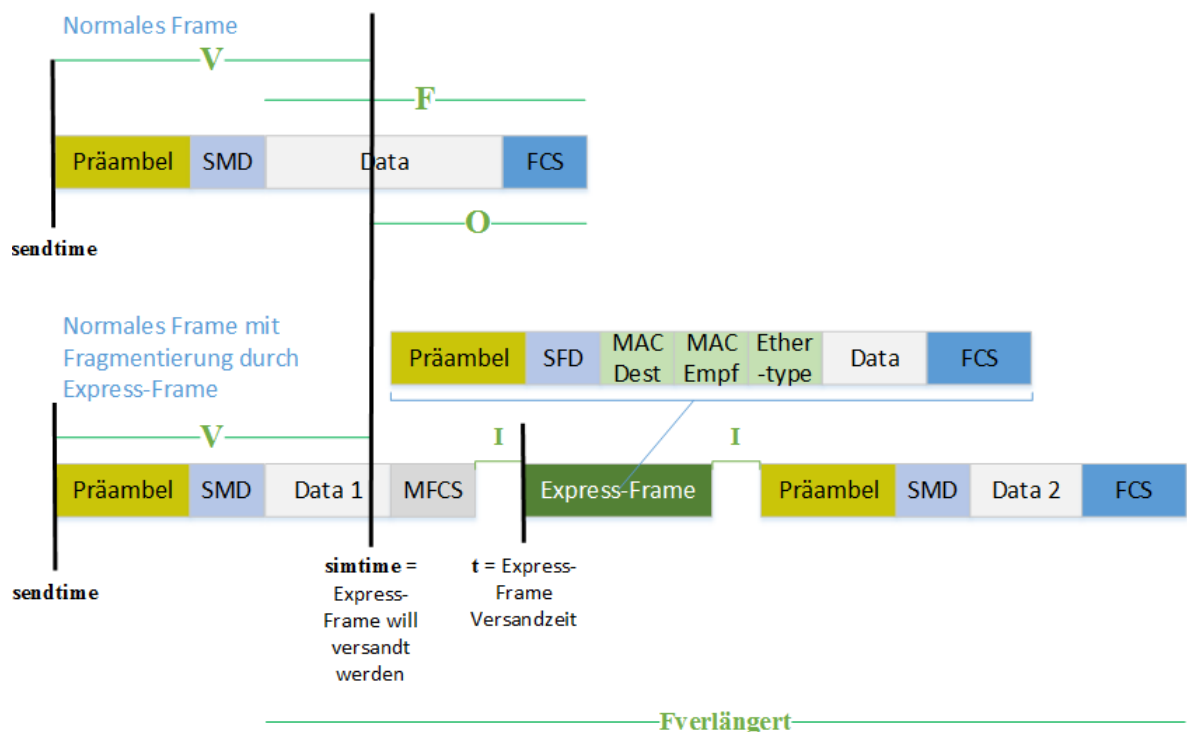 Normales Frame
V
F
Präambel SMD Data FCS
O
sendtime
Normales Frame mit
Fragmentierung durch
Express-Frame
Präambel SFD MAC Dest MAC Empf Ether-type Data FCS
V
I
I
Präambel SMD Data 1 MFCS Express-Frame Präambel SMD Data 2 FCS
sendtime
simtime =
Express-
Frame will
versandt
werden
t = Express-
Frame
Versandzeit
Fverlängert